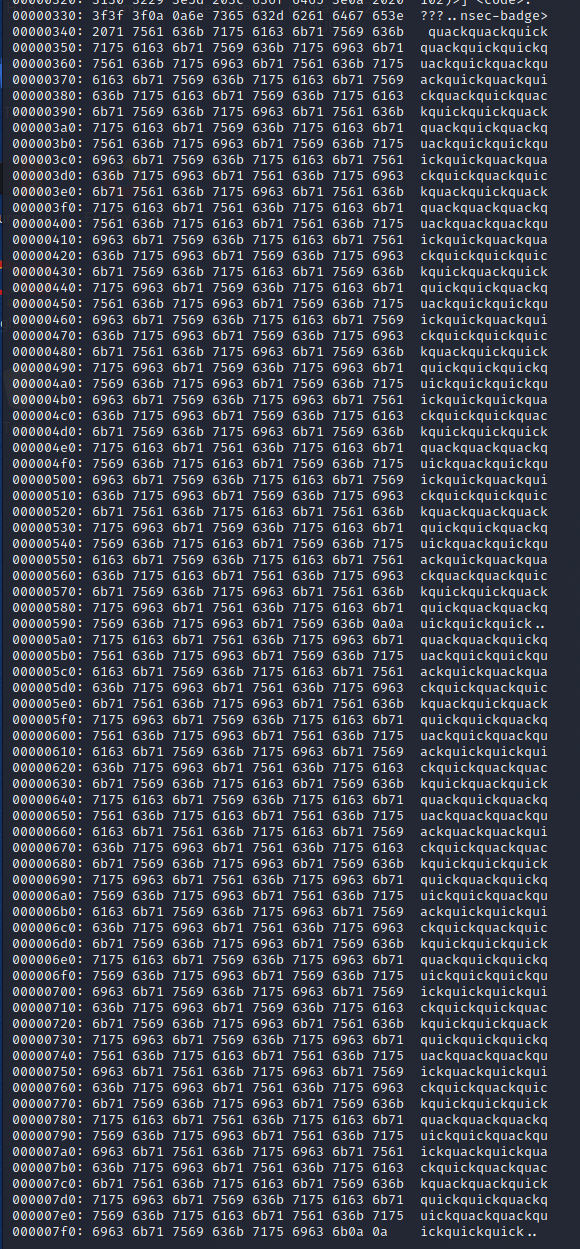 00000330: 3f3f 3f0a 0a6e 7365 632d 6261 6467 653e ???..nsec-badge>
00000340: 2071 7561 636b 7175 6163 6b71 7569 636b  quackquackquick
00000350: 7175 6163 6b71 7569 636b 7175 6963 6b71 quackquickquickq
00000360: 7561 636b 7175 6963 6b71 7561 636b 7175 uackquickquackqu
00000370: 6163 6b71 7569 636b 7175 6163 6b71 7569 ackquickquackqui
00000380: 636b 7175 6163 6b71 7569 636b 7175 6163 ckquackquickquac
00000390: 6b71 7569 636b 7175 6963 6b71 7561 636b kquickquickquack
000003a0: 7175 6163 6b71 7569 636b 7175 6163 6b71 quackquickquackq
000003b0: 7561 636b 7175 6963 6b71 7569 636b 7175 uackquickquickqu
000003c0: 6963 6b71 7569 636b 7175 6163 6b71 7561 ickquickquackqua
000003d0: 636b 7175 6963 6b71 7561 636b 7175 6963 ckquickquackquic
000003e0: 6b71 7561 636b 7175 6963 6b71 7561 636b kquackquickquack
000003f0: 7175 6163 6b71 7561 636b 7175 6163 6b71 quackquackquackq
00000400: 7561 636b 7175 6163 6b71 7561 636b 7175 uackquackquackqu
00000410: 6963 6b71 7569 636b 7175 6163 6b71 7561 ickquickquackqua
00000420: 636b 7175 6963 6b71 7569 636b 7175 6963 ckquickquickquic
00000430: 6b71 7569 636b 7175 6163 6b71 7569 636b kquickquackquick
00000440: 7175 6963 6b71 7569 636b 7175 6163 6b71 quickquickquackq
00000450: 7561 636b 7175 6963 6b71 7569 636b 7175 uackquickquickqu
00000460: 6963 6b71 7569 636b 7175 6163 6b71 7569 ickquickquackqui
00000470: 636b 7175 6963 6b71 7569 636b 7175 6963 ckquickquickquic
00000480: 6b71 7561 636b 7175 6963 6b71 7569 636b kquackquickquick
00000490: 7175 6963 6b71 7569 636b 7175 6163 6b71 quickquickquackq
000004a0: 7569 636b 7175 6963 6b71 7569 636b 7175 uickquickquickqu
000004b0: 6963 6b71 7569 636b 7175 6963 6b71 7561 ickquickquickqua
000004c0: 636b 7175 6963 6b71 7569 636b 7175 6163 ckquickquickquac
000004d0: 6b71 7569 636b 7175 6963 6b71 7569 636b kquickquickquick
000004e0: 7175 6163 6b71 7561 636b 7175 6163 6b71 quackquackquackq
000004f0: 7569 636b 7175 6163 6b71 7569 636b 7175 uickquackquickqu
00000500: 6963 6b71 7569 636b 7175 6163 6b71 7569 ickquickquackqui
00000510: 636b 7175 6963 6b71 7569 636b 7175 6963 ckquickquickquic
00000520: 6b71 7561 636b 7175 6163 6b71 7561 636b kquackquackquack
00000530: 7175 6963 6b71 7569 636b 7175 6163 6b71 quickquickquackq
00000540: 7569 636b 7175 6163 6b71 7569 636b 7175 uickquackquickqu
00000550: 6163 6b71 7569 636b 7175 6163 6b71 7561 ackquickquackqua
00000560: 636b 7175 6163 6b71 7561 636b 7175 6963 ckquackquackquic
00000570: 6b71 7569 636b 7175 6963 6b71 7561 636b kquickquickquack
00000580: 7175 6963 6b71 7561 636b 7175 6163 6b71 quickquackquackq
00000590: 7569 636b 7175 6963 6b71 7569 636b 0a0a uickquickquick..
000005a0: 7175 6163 6b71 7561 636b 7175 6963 6b71 quackquackquickq
000005b0: 7561 636b 7175 6963 6b71 7569 636b 7175 uackquickquickqu
000005c0: 6163 6b71 7569 636b 7175 6163 6b71 7561 ackquickquackqua
000005d0: 636b 7175 6963 6b71 7561 636b 7175 6963 ckquickquackquic
000005e0: 6b71 7561 636b 7175 6963 6b71 7561 636b kquackquickquack
000005f0: 7175 6963 6b71 7569 636b 7175 6163 6b71 quickquickquackq
00000600: 7561 636b 7175 6963 6b71 7561 636b 7175 uackquickquackqu
00000610: 6163 6b71 7569 636b 7175 6963 6b71 7569 ackquickquickqui
00000620: 636b 7175 6963 6b71 7561 636b 7175 6163 ckquickquackquac
00000630: 6b71 7569 636b 7175 6163 6b71 7569 636b kquickquackquick
00000640: 7175 6163 6b71 7569 636b 7175 6163 6b71 quackquickquackq
00000650: 7561 636b 7175 6163 6b71 7561 636b 7175 uackquackquackqu
00000660: 6163 6b71 7561 636b 7175 6163 6b71 7569 ackquackquackqui
00000670: 636b 7175 6963 6b71 7561 636b 7175 6163 ckquickquackquac
00000680: 6b71 7569 636b 7175 6963 6b71 7569 636b kquickquickquick
00000690: 7175 6963 6b71 7561 636b 7175 6963 6b71 quickquackquickq
000006a0: 7569 636b 7175 6963 6b71 7561 636b 7175 uickquickquackqu
000006b0: 6163 6b71 7569 636b 7175 6963 6b71 7569 ackquickquickqui
000006c0: 636b 7175 6963 6b71 7561 636b 7175 6963 ckquickquackquic
000006d0: 6b71 7569 636b 7175 6963 6b71 7569 636b kquickquickquick
000006e0: 7175 6163 6b71 7569 636b 7175 6963 6b71 quackquickquickq
000006f0: 7569 636b 7175 6963 6b71 7569 636b 7175 uickquickquickqu
00000700: 6963 6b71 7569 636b 7175 6963 6b71 7569 ickquickquickqui
00000710: 636b 7175 6963 6b71 7569 636b 7175 6163 ckquickquickquac
00000720: 6b71 7569 636b 7175 6963 6b71 7561 636b kquickquickquack
00000730: 7175 6963 6b71 7569 636b 7175 6963 6b71 quickquickquickq
00000740: 7561 636b 7175 6163 6b71 7561 636b 7175 uackquackquackqu
00000750: 6963 6b71 7561 636b 7175 6963 6b71 7561 ickquackquickqua
00000760: 636b 7175 6963 6b71 7561 636b 7175 6963 ckquickquackquic
00000770: 6b71 7569 636b 7175 6963 6b71 7569 636b kquickquickquick
00000780: 7175 6163 6b71 7561 636b 7175 6163 6b71 quackquackquackq
00000790: 7569 636b 7175 6963 6b71 7561 636b 7175 uickquickquackqu
000007a0: 6963 6b71 7561 636b 7175 6963 6b71 7561 ickquackquickqua
000007b0: 636b 7175 6963 6b71 7561 636b 7175 6163 ckquickquackquac
000007c0: 6b71 7561 636b 7175 6163 6b71 7569 636b kquackquackquick
000007d0: 7175 6963 6b71 7569 636b 7175 6163 6b71 quickquickquackq
000007e0: 7569 636b 7175 6163 6b71 7561 636b 7175 uickquackquackqu
000007f0: 6963 6b71 7569 636b 7175 6963 6b0a 0a ickquickquick..